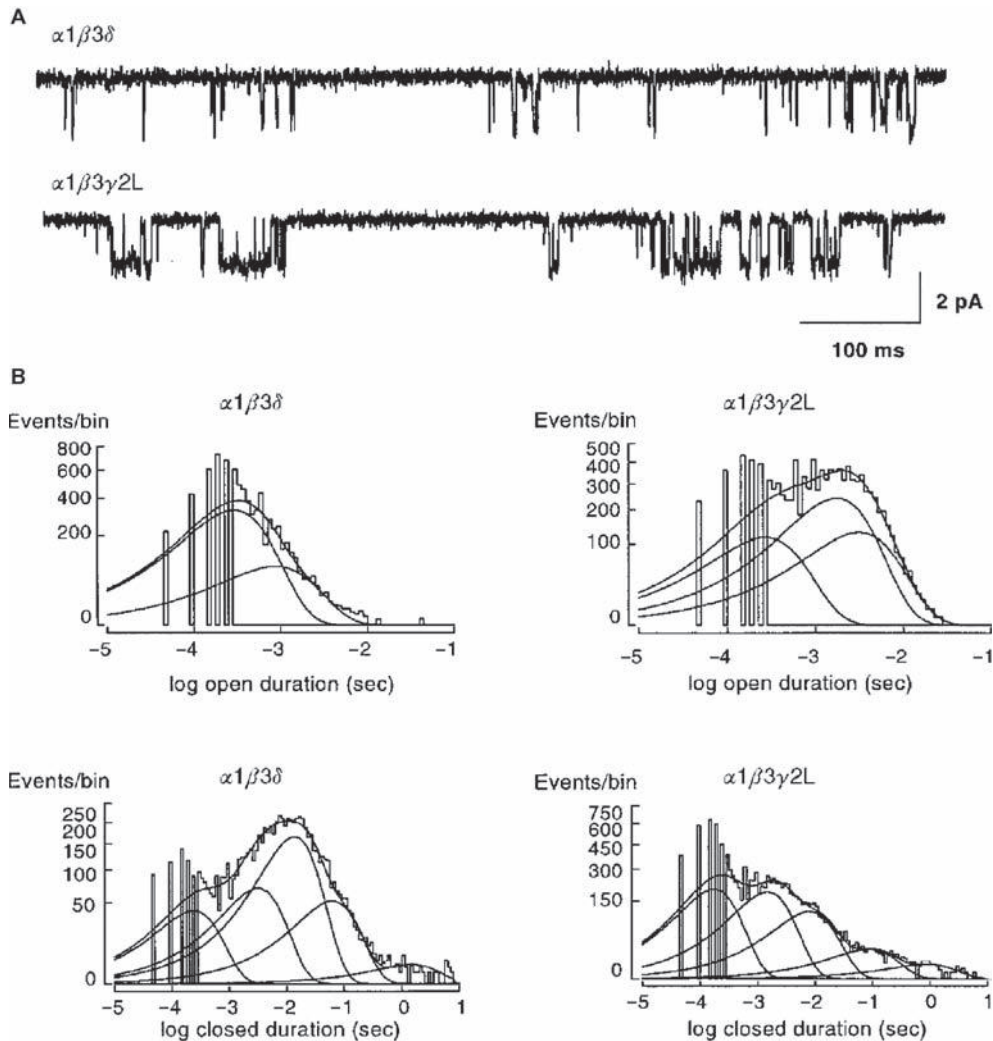 A
α1β3δ
α1β3γ2L
2 pA
100 ms
B
α1β3δ
Events/bin
800
600
400
200
0
−5 −4 −3 −2 −1
log open duration (sec)
α1β3γ2L
Events/bin
500
400
300
200
100
0
−5 −4 −3 −2 −1
log open duration (sec)
α1β3δ
Events/bin
250
200
150
100
50
0
−5 −4 −3 −2 −1 0 1
log closed duration (sec)
α1β3γ2L
Events/bin
750
600
450
300
150
0
−5 −4 −3 −2 −1 0 1
log closed duration (sec)